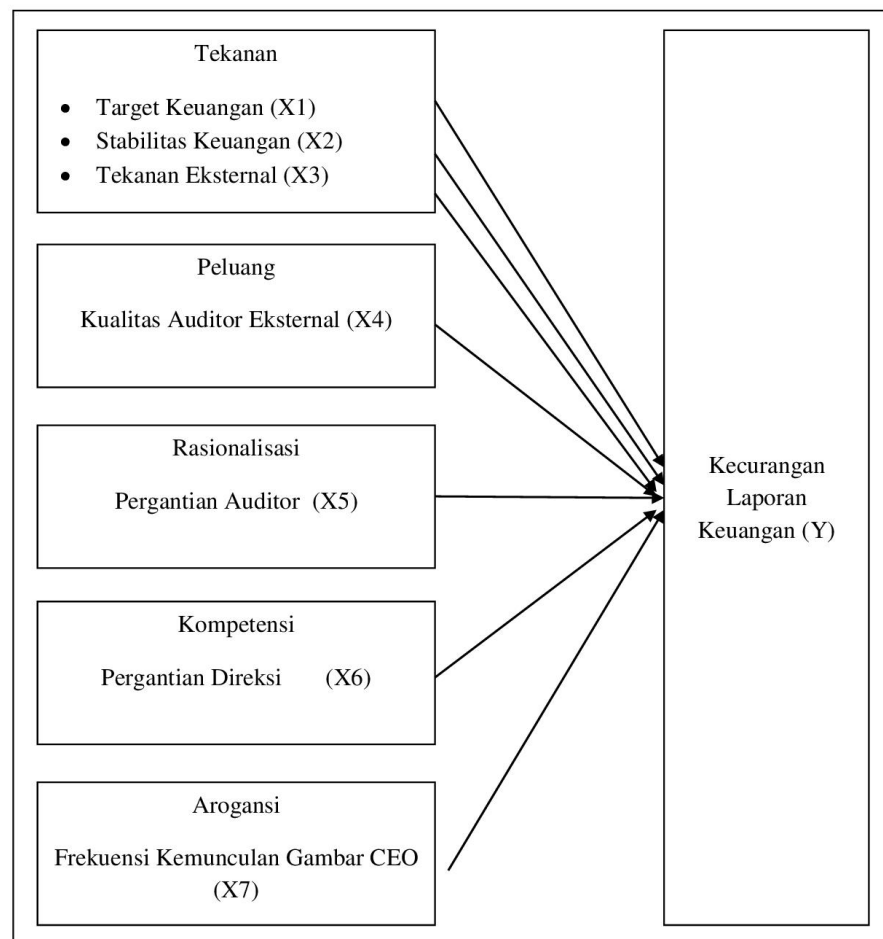 Tekanan
• Target Keuangan (X1)
• Stabilitas Keuangan (X2)
• Tekanan Eksternal (X3)
Peluang
Kualitas Auditor Eksternal (X4)
Rasionalisasi
Pergantian Auditor (X5)
Kompetensi
Pergantian Direksi (X6)
Arogansi
Frekuensi Kemunculan Gambar CEO
(X7)
Kecurangan
Laporan
Keuangan (Y)